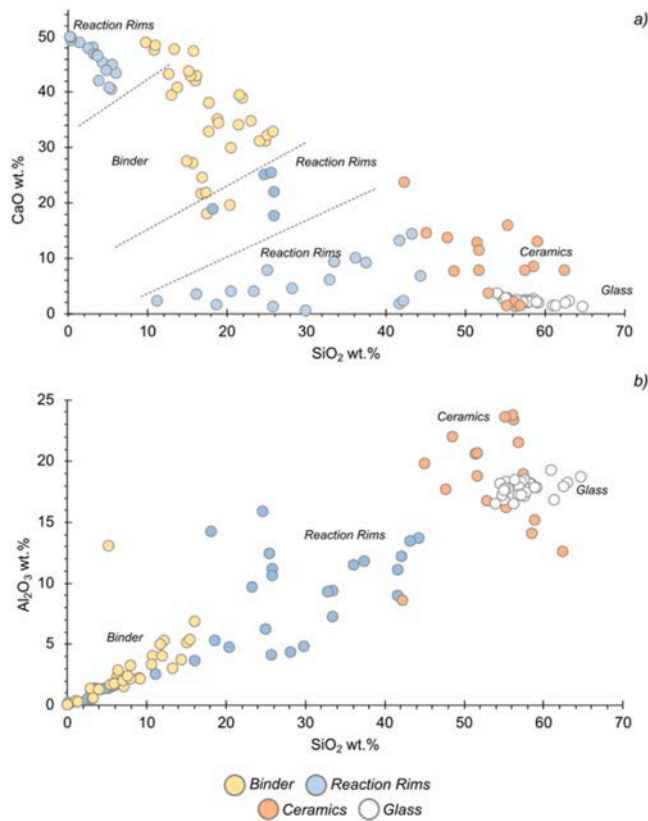 a)
Reaction Rims
50
40
30
20
10
0
CaO wt.%
Binder
Reaction Rims
Reaction Rims
Ceramics
Glass
0 10 20 30 40 50 60 70
SiO2 wt.%
b)
25
20
15
10
5
0
Al2O3 wt.%
Ceramics
Glass
Reaction Rims
Binder
0 10 20 30 40 50 60 70
SiO2 wt.%
Binder Reaction Rims
Ceramics Glass